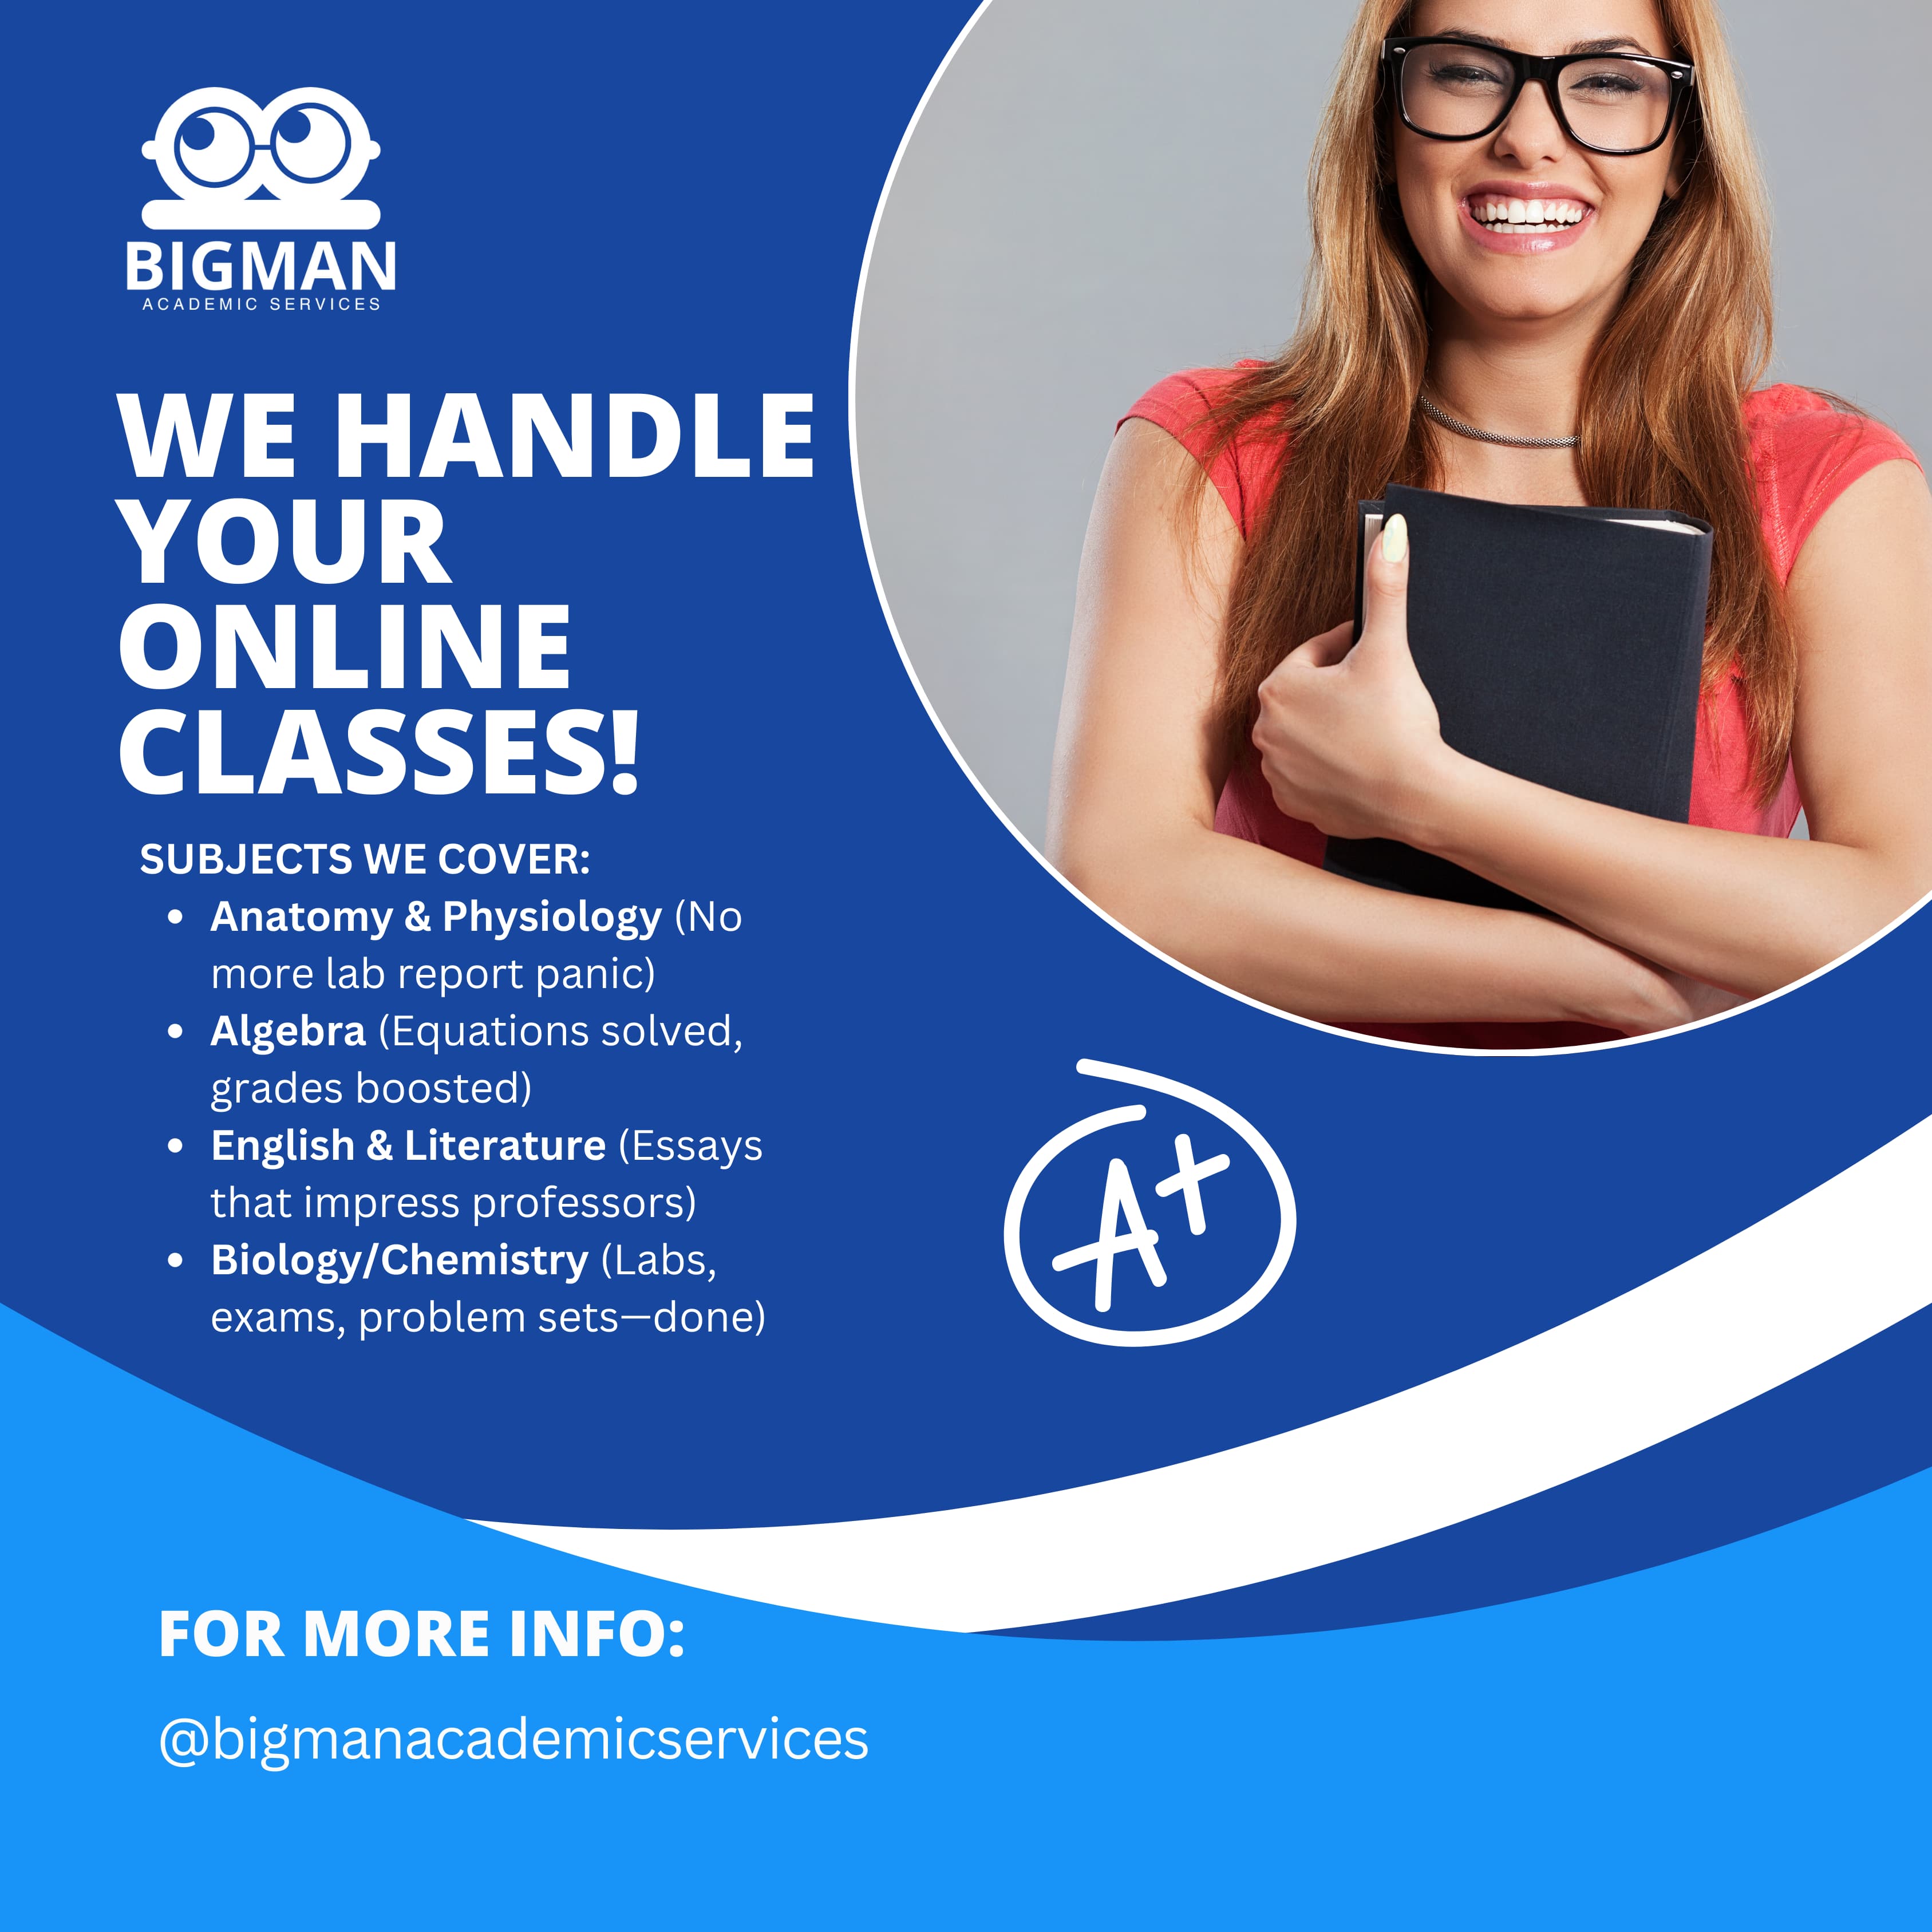 BIGMAN
ACADEMIC SERVICES
WE HANDLE
YOUR
ONLINE
CLASSES!
SUBJECTS WE COVER:
• Anatomy & Physiology (No
more lab report panic)
• Algebra (Equations solved,
grades boosted)
• English & Literature (Essays
that impress professors)
• Biology/Chemistry (Labs,
exams, problem sets—done)
A+
FOR MORE INFO:
@bigmanacademicservices